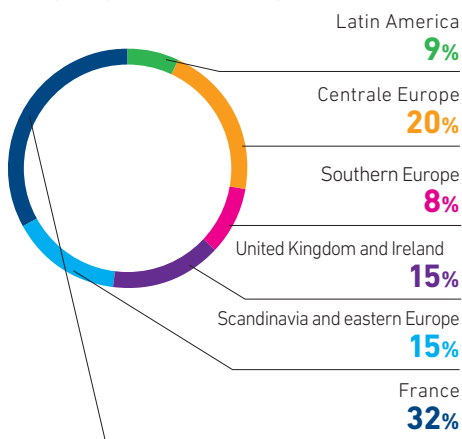 Latin America
9%
Centrale Europe
20%
Southern Europe
8%
United Kingdom and Ireland
15%
Scandinavia and eastern Europe
15%
France
32%